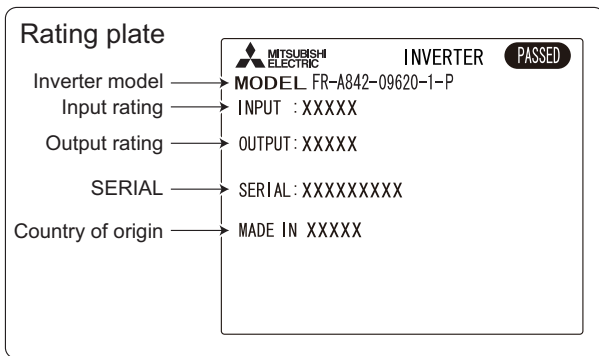 Rating plate
MITSUBISHI
ELECTRIC
INVERTER
PASSED
Inverter model
MODEL FR-A842-09620-1-P
Input rating
INPUT : XXXXX
Output rating
OUTPUT: XXXXX
SERIAL
SERIAL: XXXXXXXXX
Country of origin
MADE IN XXXXX